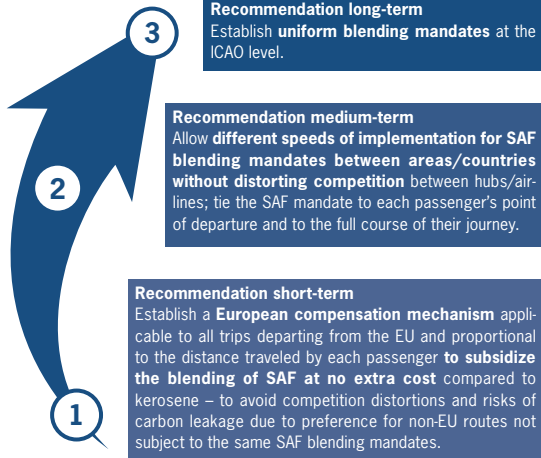 3
Recommendation long-term
Establish uniform blending mandates at the
ICAO level.
2
Recommendation medium-term
Allow different speeds of implementation for SAF
blending mandates between areas/countries
without distorting competition between hubs/air-
lines; tie the SAF mandate to each passenger's point
of departure and to the full course of their journey.
1
Recommendation short-term
Establish a European compensation mechanism appli-
cable to all trips departing from the EU and proportional
to the distance traveled by each passenger to subsidize
the blending of SAF at no extra cost compared to
kerosene – to avoid competition distortions and risks of
carbon leakage due to preference for non-EU routes not
subject to the same SAF blending mandates.